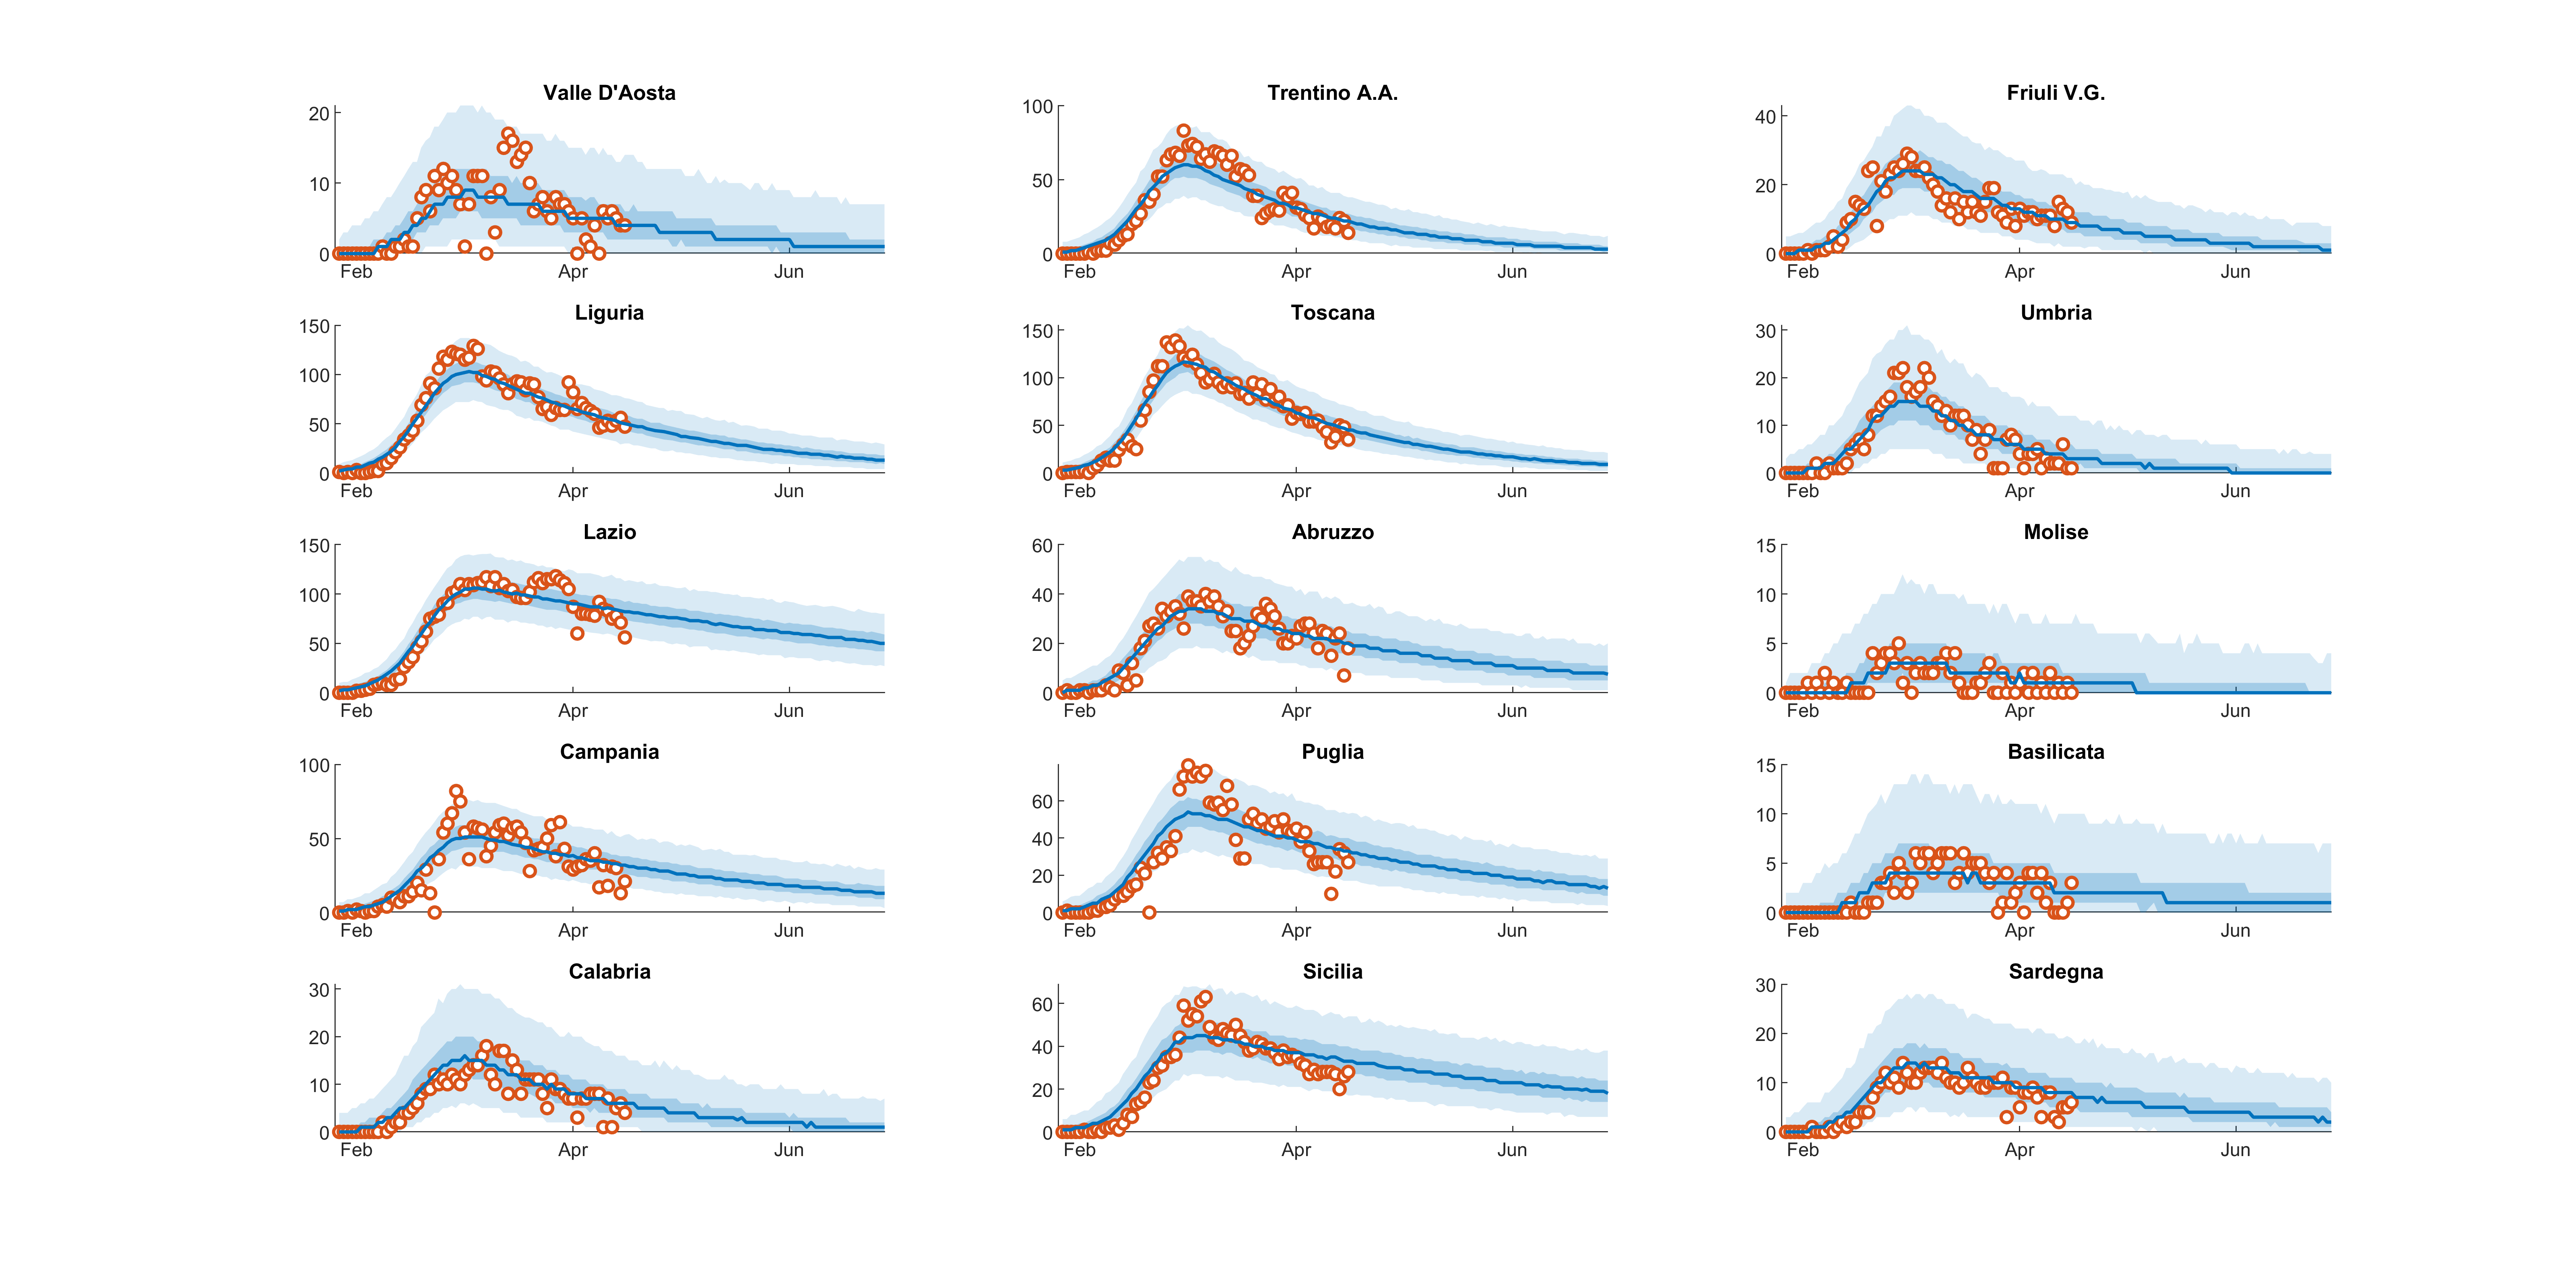 Valle D'Aosta
20
10
0
Feb Apr Jun
Trentino A.A.
100
50
0
Feb Apr Jun
Friuli V.G.
40
20
0
Feb Apr Jun
Liguria
150
100
50
0
Feb Apr Jun
Toscana
150
100
50
0
Feb Apr Jun
Umbria
30
20
10
0
Feb Apr Jun
Lazio
150
100
50
0
Feb Apr Jun
Abruzzo
60
40
20
0
Feb Apr Jun
Molise
15
10
5
0
Feb Apr Jun
Campania
100
50
0
Feb Apr Jun
Puglia
60
40
20
0
Feb Apr Jun
Basilicata
15
10
5
0
Feb Apr Jun
Calabria
30
20
10
0
Feb Apr Jun
Sicilia
60
40
20
0
Feb Apr Jun
Sardegna
30
20
10
0
Feb Apr Jun